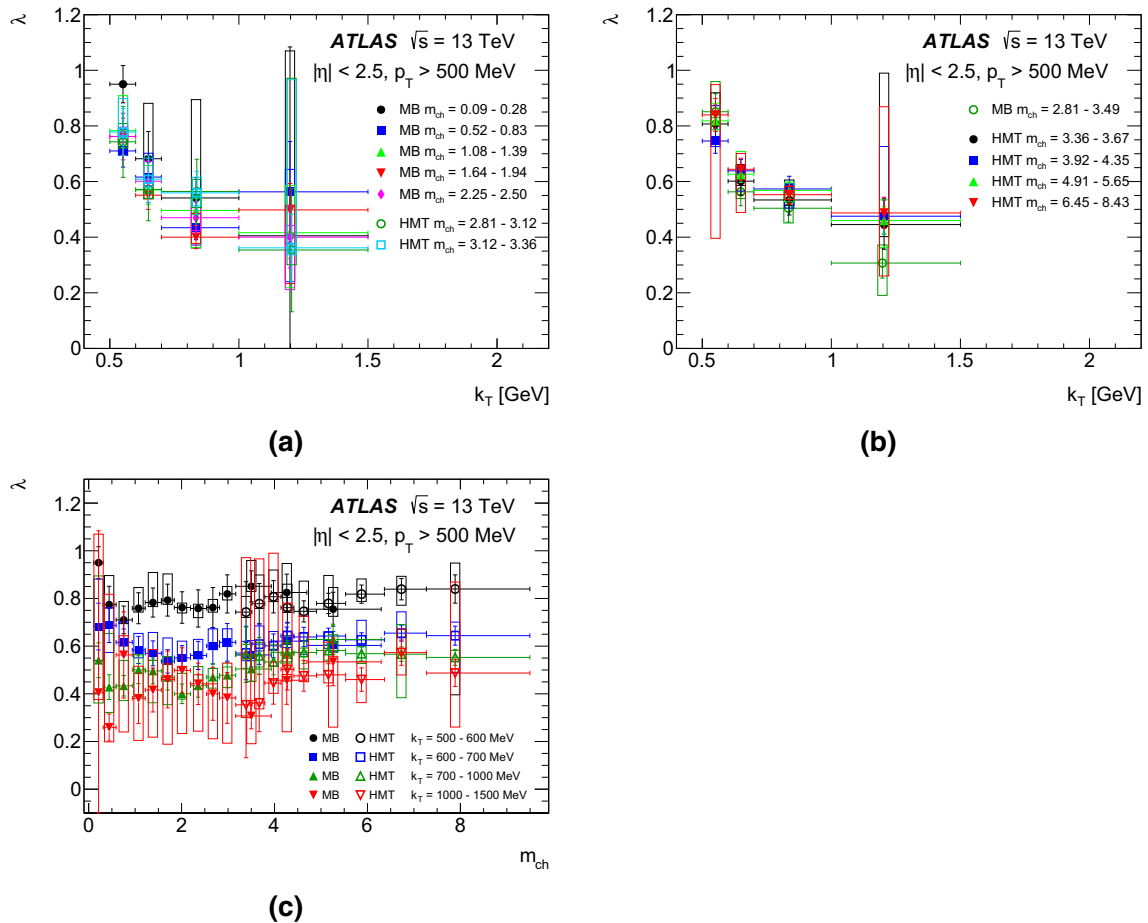 λ
1.2
1
0.8
0.6
0.4
0.2
0
ATLAS √s = 13 TeV
|η| < 2.5, p_T > 500 MeV
MB m_ch = 0.09 - 0.28
MB m_ch = 0.52 - 0.83
MB m_ch = 1.08 - 1.39
MB m_ch = 1.64 - 1.94
MB m_ch = 2.25 - 2.50
HMT m_ch = 2.81 - 3.12
HMT m_ch = 3.12 - 3.36
0.5 1 1.5 2
k_T [GeV]
(a)
λ
1.2
1
0.8
0.6
0.4
0.2
0
ATLAS √s = 13 TeV
|η| < 2.5, p_T > 500 MeV
MB m_ch = 2.81 - 3.49
HMT m_ch = 3.36 - 3.67
HMT m_ch = 3.92 - 4.35
HMT m_ch = 4.91 - 5.65
HMT m_ch = 6.45 - 8.43
0.5 1 1.5 2
k_T [GeV]
(b)
λ
1.2
1
0.8
0.6
0.4
0.2
0
ATLAS √s = 13 TeV
|η| < 2.5, p_T > 500 MeV
MB HMT k_T = 500 - 600 MeV
MB HMT k_T = 600 - 700 MeV
MB HMT k_T = 700 - 1000 MeV
MB HMT k_T = 1000 - 1500 MeV
0 2 4 6 8
m_ch
(c)